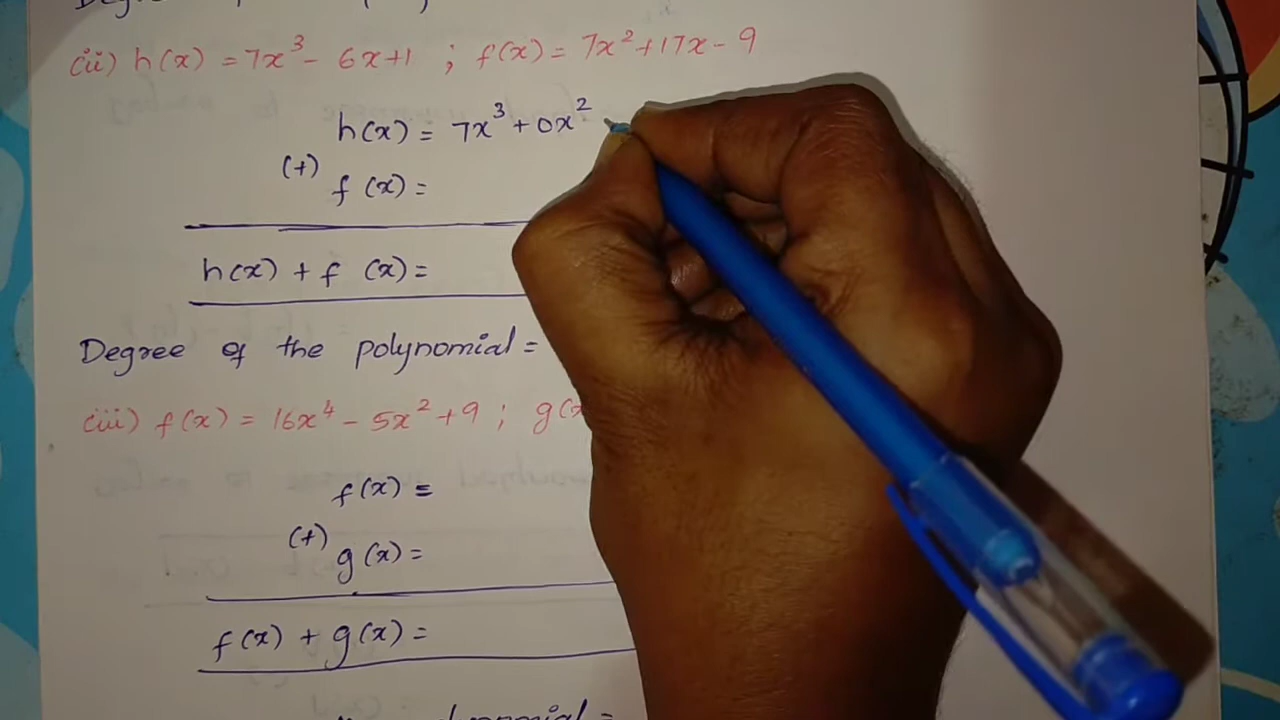 (ii) h(x) = 7x³ - 6x+1 ; f(x) = 7x²+17x - 9
h(x) = 7x³ + 0x²
(+)
f (x) =
h(x) + f (x) =
Degree of the polynomial =
(iii) f(x) = 16x⁴ - 5x² + 9 ; g(x
f(x) =
(+)
g(x) =
f(x) + g(x) =